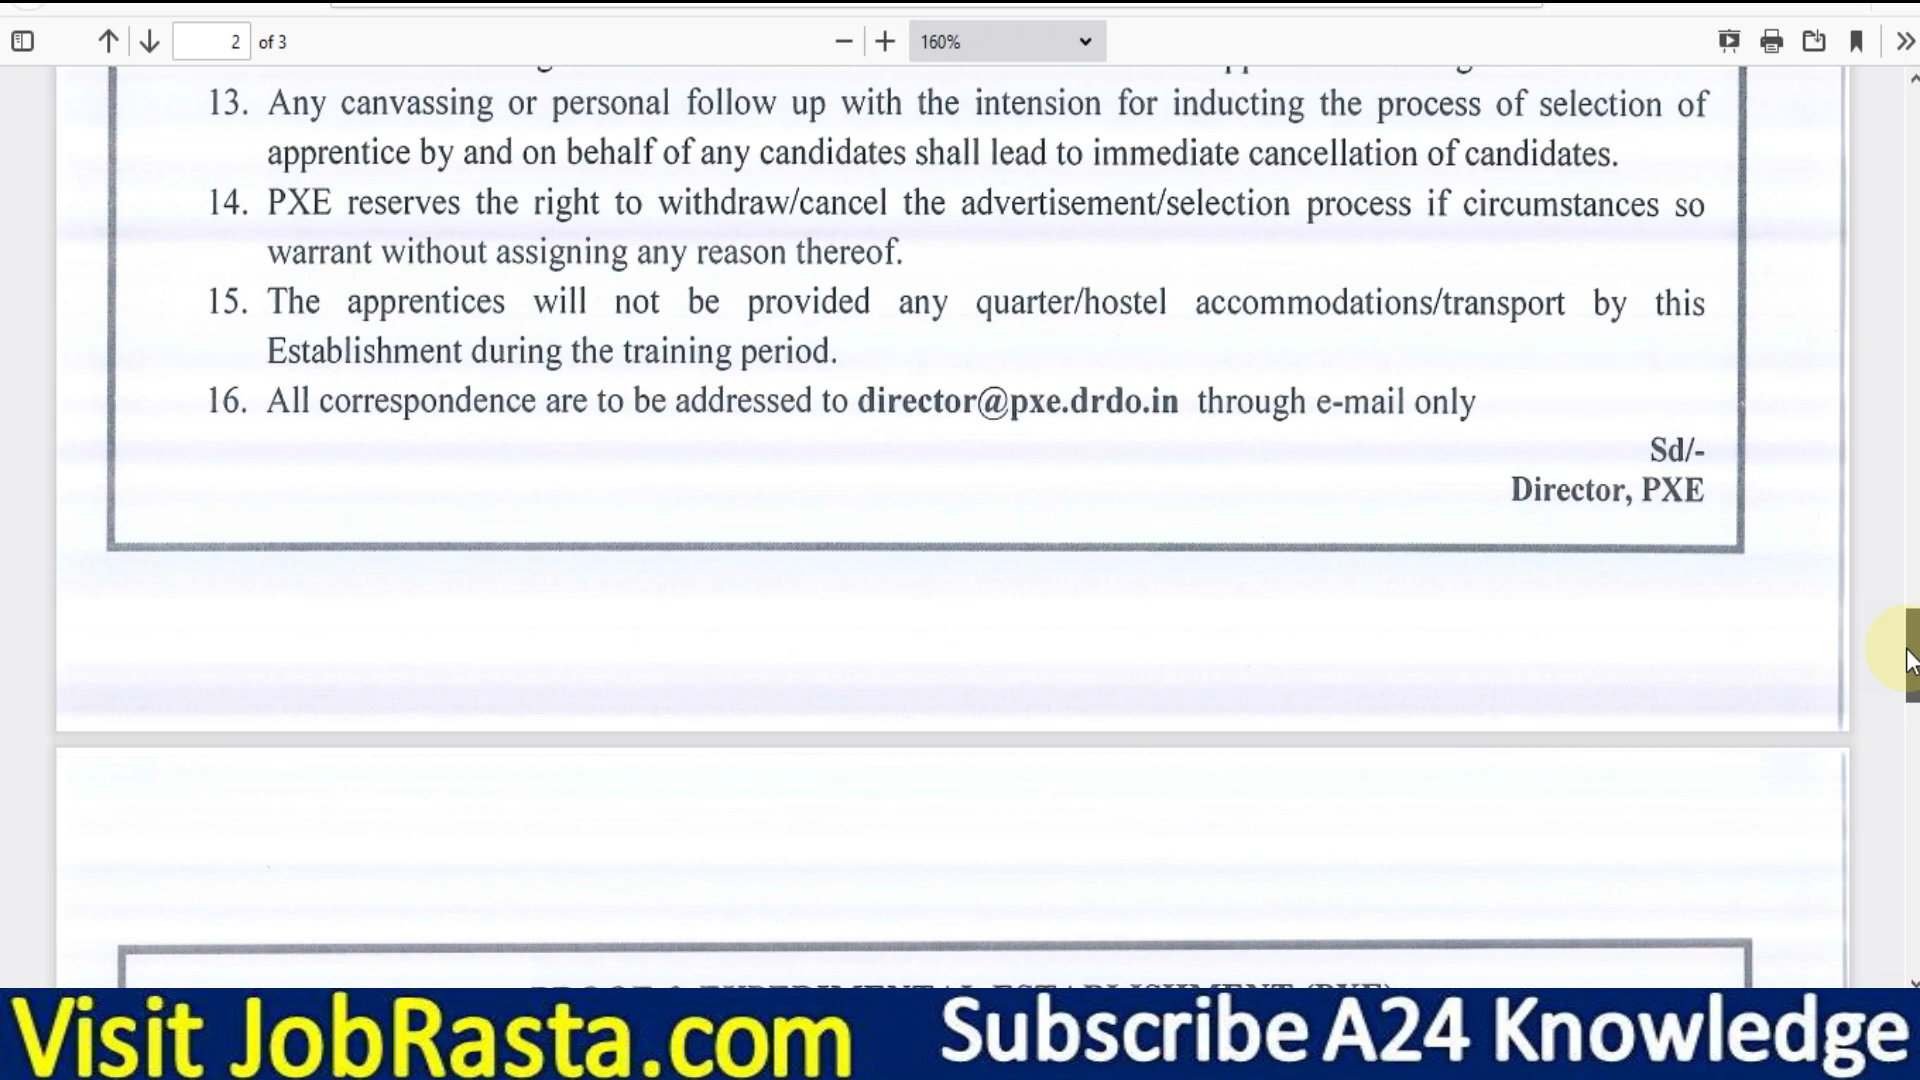 2 of 3
160%
13. Any canvassing or personal follow up with the intension for inducting the process of selection of
apprentice by and on behalf of any candidates shall lead to immediate cancellation of candidates.
14. PXE reserves the right to withdraw/cancel the advertisement/selection process if circumstances so
warrant without assigning any reason thereof.
15. The apprentices will not be provided any quarter/hostel accommodations/transport by this
Establishment during the training period.
16. All correspondence are to be addressed to director@pxe.drdo.in through e-mail only
Sd/-
Director, PXE
PROOF & EXPERIMENTAL ESTABLISHMENT (PXE)
Visit JobRasta.com
Subscribe A24 Knowledge